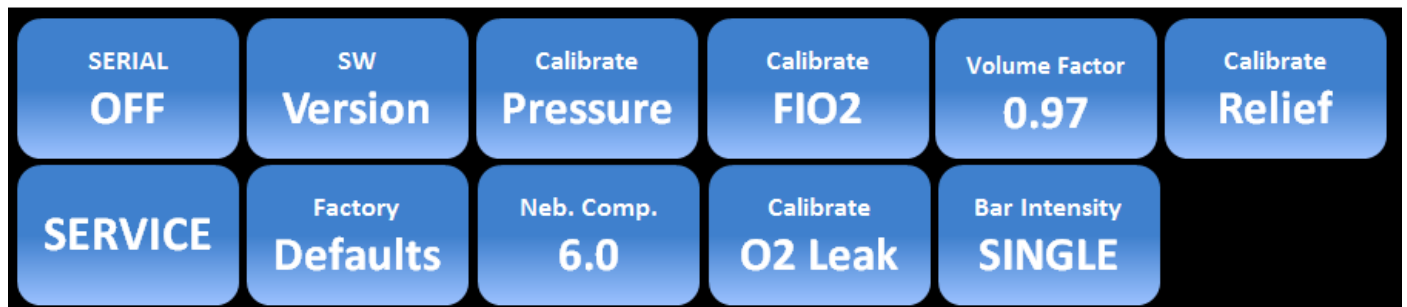 SERIAL
OFF
SW
Version
Calibrate
Pressure
Calibrate
FIO2
Volume Factor
0.97
Calibrate
Relief
SERVICE
Factory
Defaults
Neb. Comp.
6.0
Calibrate
O2 Leak
Bar Intensity
SINGLE